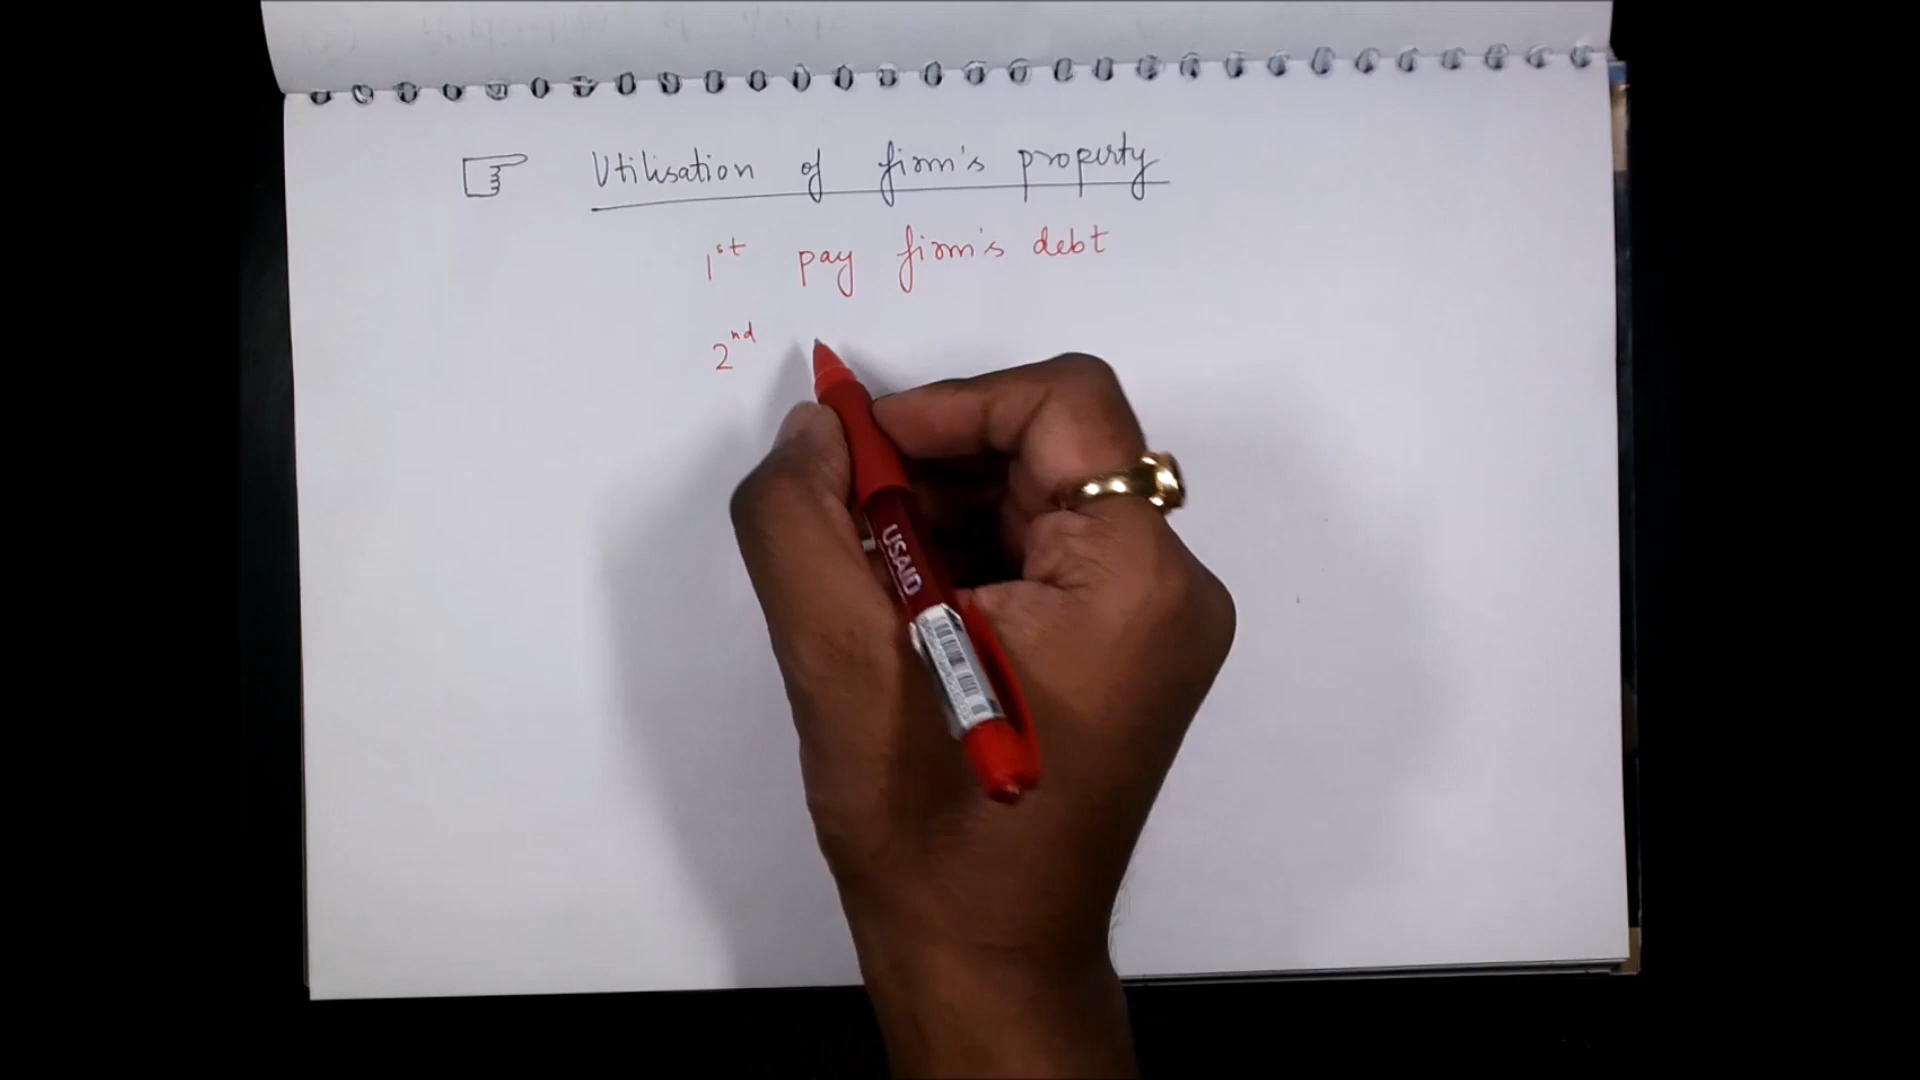 Utilisation of firm's property
1st pay firm's debt
2nd
USAID